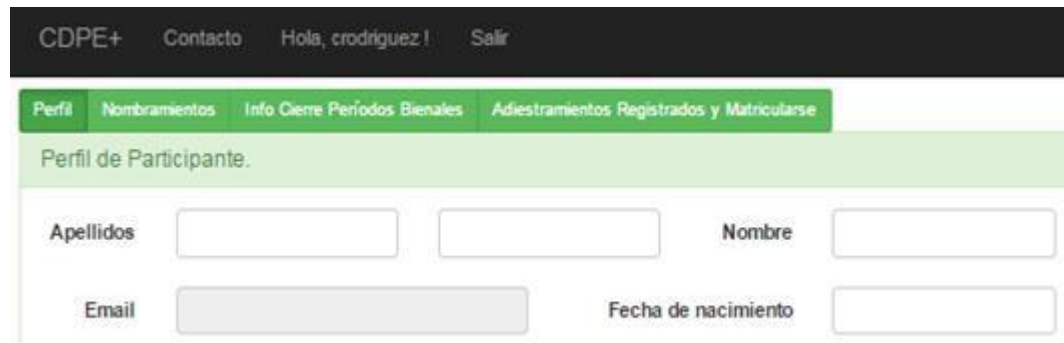 CDPE+ Contacto Hola, crodriguez ! Salir
Perfil Nombramientos Info Cierre Períodos Bienales Adiestramientos Registrados y Matricularse
Perfil de Participante.
Apellidos Nombre
Email Fecha de nacimiento